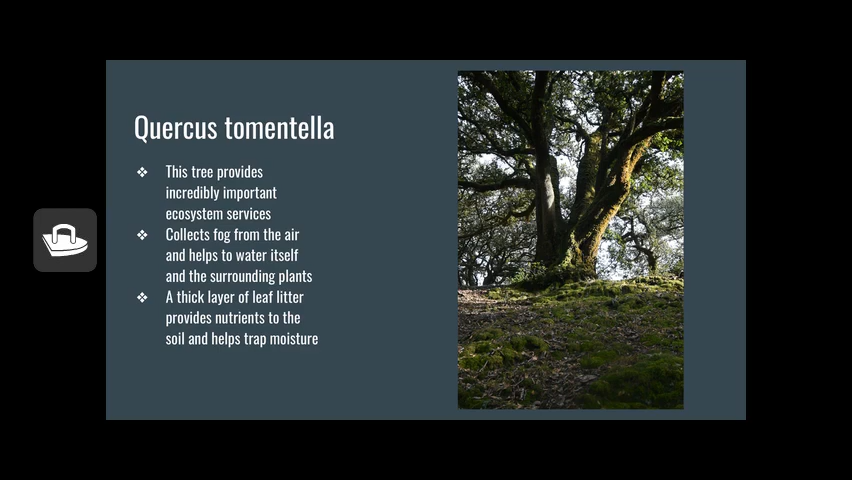 Quercus tomentella
❖ This tree provides
incredibly important
ecosystem services
❖ Collects fog from the air
and helps to water itself
and the surrounding plants
❖ A thick layer of leaf litter
provides nutrients to the
soil and helps trap moisture